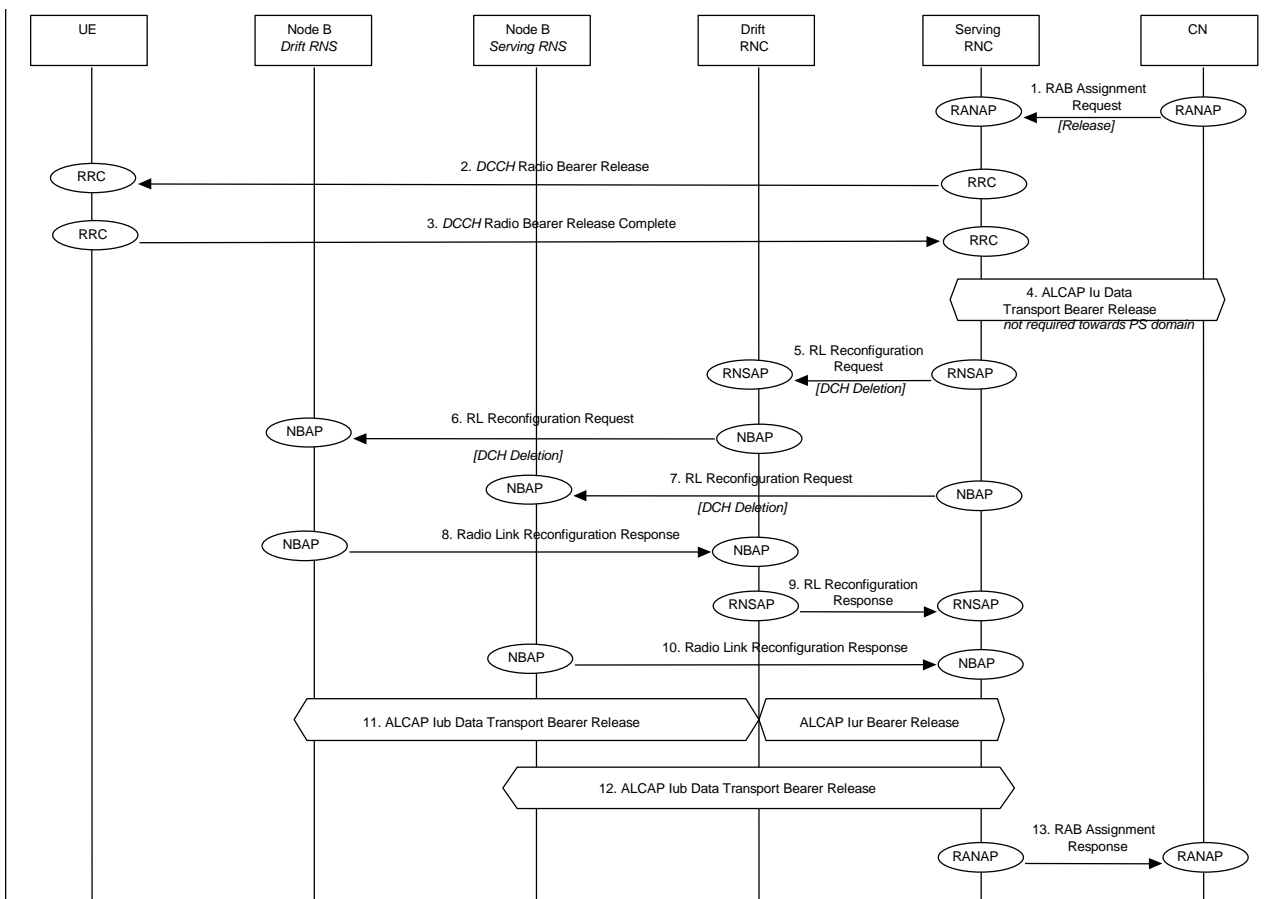 UE
Node B
Drift RNS
Node B
Serving RNS
Drift
RNC
Serving
RNC
CN
1. RAB Assignment
Request
[Release]
RANAP
RANAP
2. DCCH Radio Bearer Release
RRC
RRC
3. DCCH Radio Bearer Release Complete
RRC
RRC
4. ALCAP Iu Data
Transport Bearer Release
not required towards PS domain
5. RL Reconfiguration
Request
[DCH Deletion]
RNSAP
RNSAP
6. RL Reconfiguration Request
[DCH Deletion]
NBAP
NBAP
7. RL Reconfiguration Request
[DCH Deletion]
NBAP
NBAP
8. Radio Link Reconfiguration Response
NBAP
NBAP
9. RL Reconfiguration
Response
RNSAP
RNSAP
10. Radio Link Reconfiguration Response
NBAP
NBAP
11. ALCAP Iub Data Transport Bearer Release
ALCAP Iur Bearer Release
12. ALCAP Iub Data Transport Bearer Release
13. RAB Assignment
Response
RANAP
RANAP